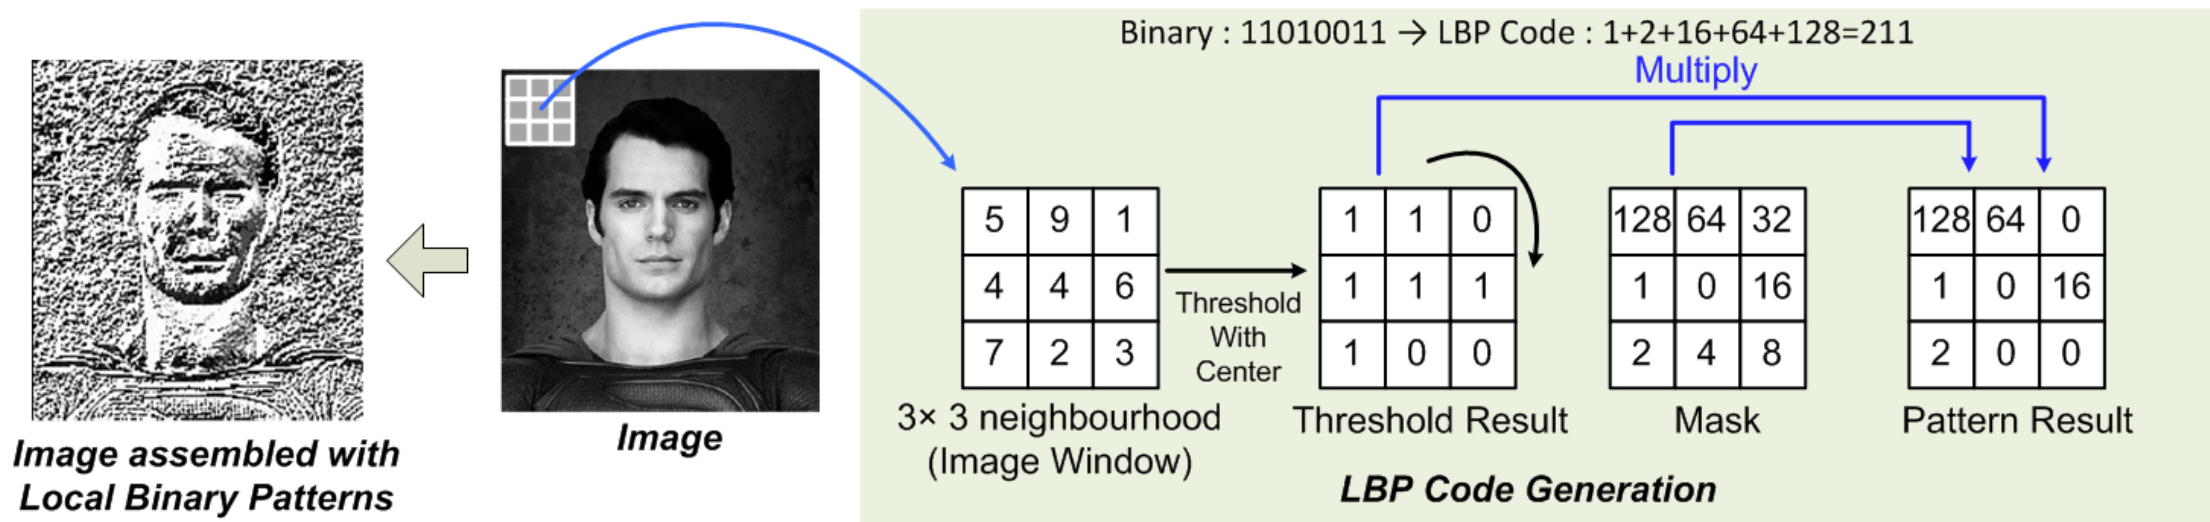 Binary : 11010011 → LBP Code : 1+2+16+64+128=211
Multiply
5 9 1
4 4 6
7 2 3
Threshold
With
Center
1 1 0
1 1 1
1 0 0
128 64 32
1 0 16
2 4 8
128 64 0
1 0 16
2 0 0
Image assembled with
Local Binary Patterns
Image
3× 3 neighbourhood
(Image Window)
Threshold Result
Mask
Pattern Result
LBP Code Generation